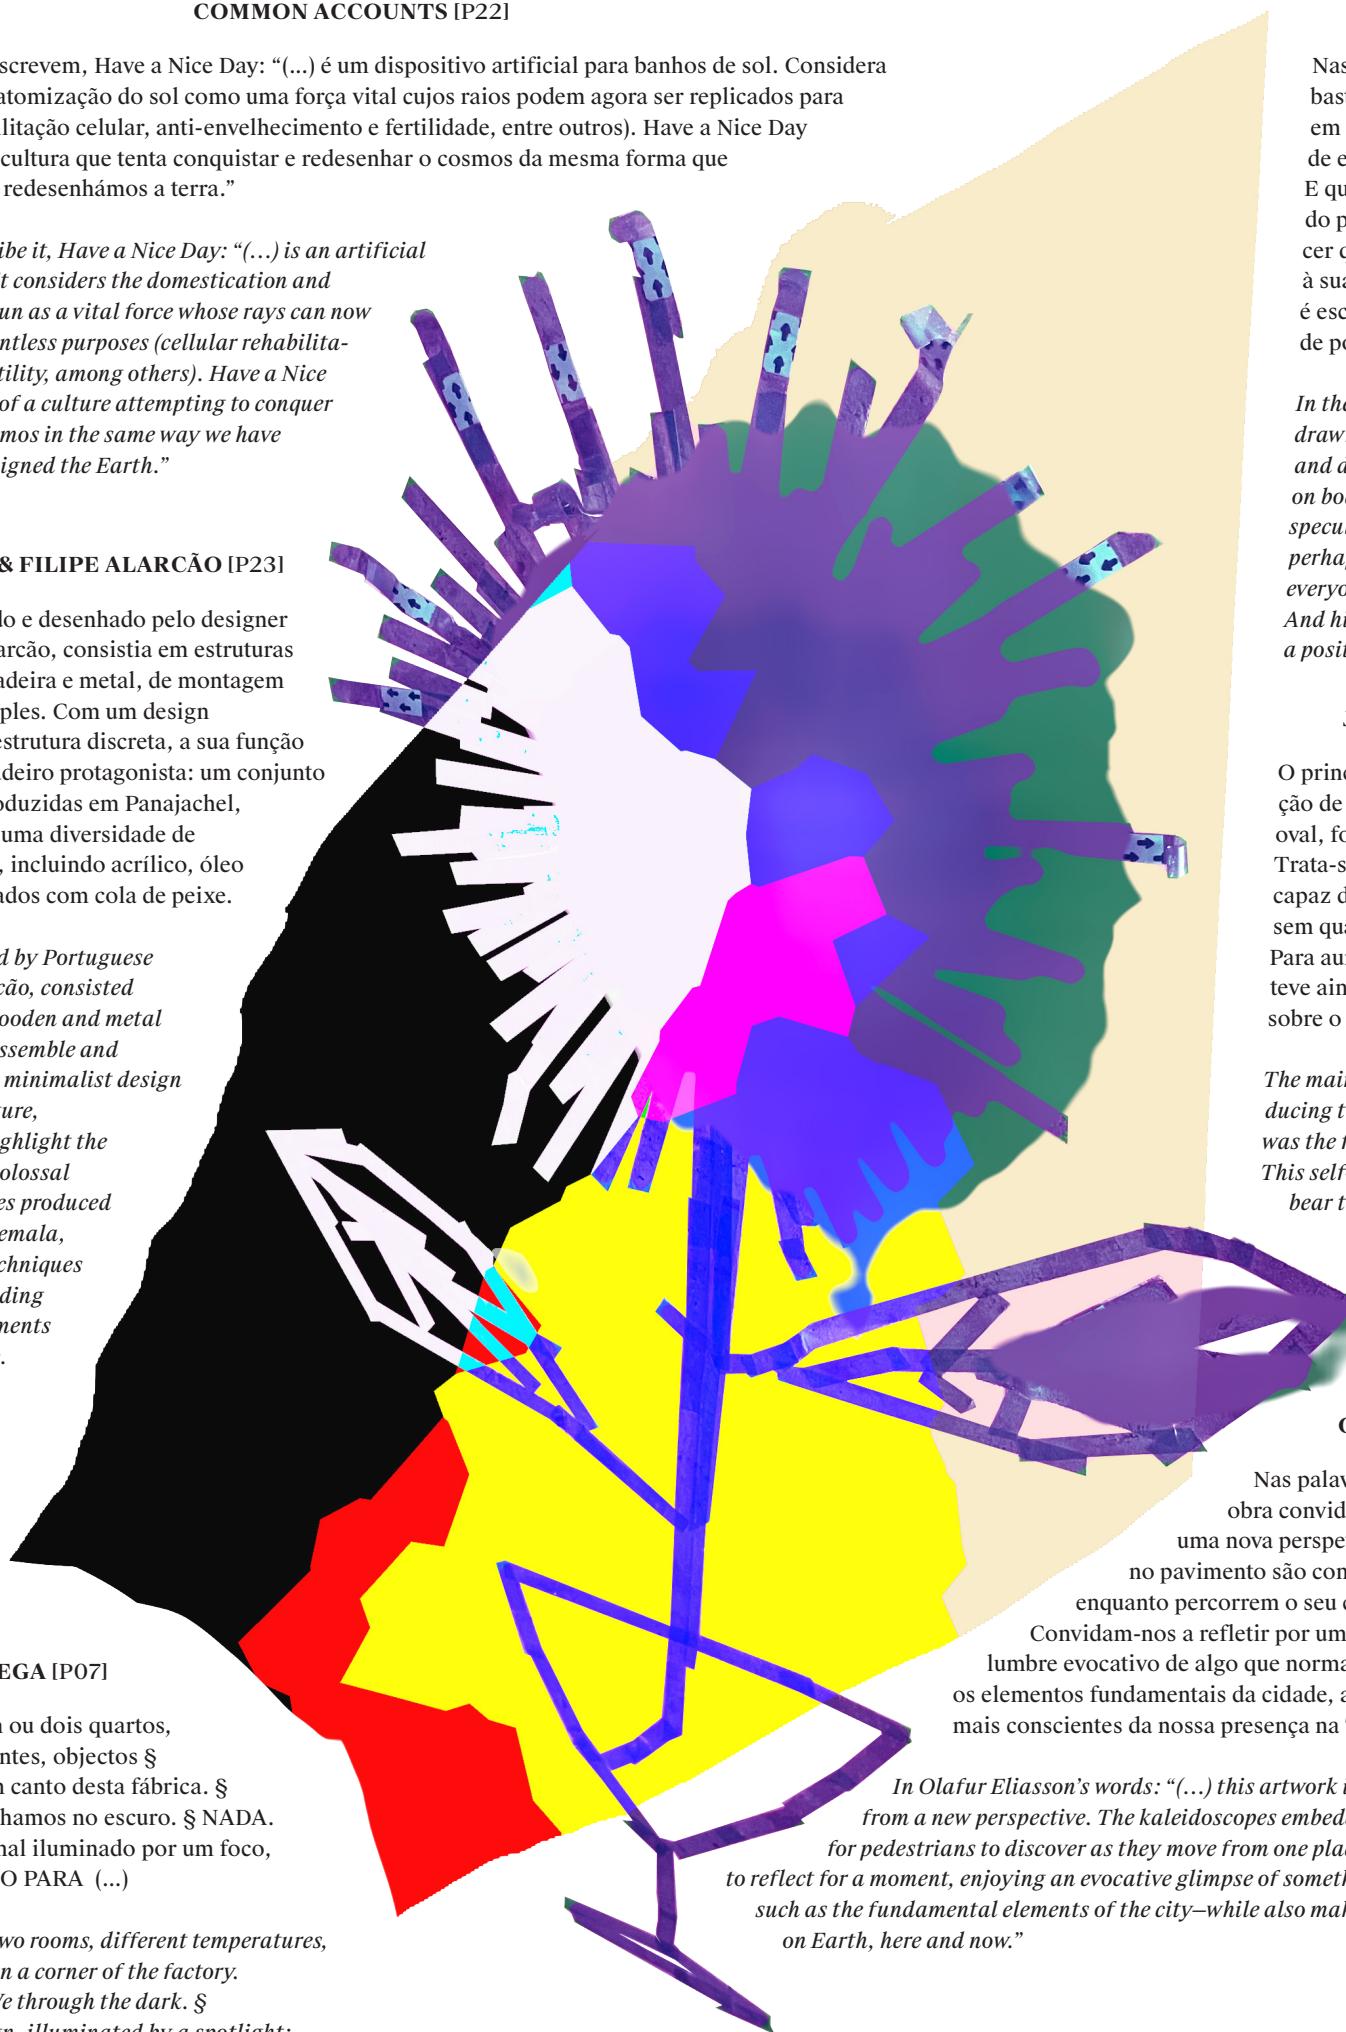 COMMON ACCOUNTS [P22]
screvem, Have a Nice Day: “(...) é um dispositivo artificial para banhos de sol. Considera
atomização do sol como uma força vital cujos raios podem agora ser replicados para
litação celular, anti-envelhecimento e fertilidade, entre outros). Have a Nice Day
cultura que tenta conquistar e redesenhar o cosmos da mesma forma que
redesenhámos a terra.”
ibe it, Have a Nice Day: “(…) is an artificial
t considers the domestication and
un as a vital force whose rays can now
ntless purposes (cellular rehabilita-
tility, among others). Have a Nice
of a culture attempting to conquer
mos in the same way we have
igned the Earth.”
& FILIPE ALARCÃO [P23]
do e desenhado pelo designer
arcão, consistia em estruturas
adeira e metal, de montagem
ples. Com um design
estrutura discreta, a sua função
adeiro protagonista: um conjunto
oduzidas em Panajachel,
uma diversidade de
, incluindo acrílico, óleo
ados com cola de peixe.
d by Portuguese
cão, consisted
ooden and metal
ssemble and
minimalist design
ture,
ghlight the
olossal
es produced
emala,
chniques
ding
nents
.
EGA [P07]
n ou dois quartos,
ntes, objectos §
n canto desta fábrica. §
hamos no escuro. § NADA.
nal iluminado por um foco,
O PARA (...)
wo rooms, different temperatures,
n a corner of the factory.
Ve through the dark. §
gn, illuminated by a spotlight:
Nas
bast
em
de e
E qu
do p
cer c
à sua
é esc
de po
In the
draw
and d
on bo
specu
perha
everyo
And hi
a posit
O princ
ção de
oval, fo
Trata-s
capaz d
sem qua
Para au
teve ain
sobre o
The main
ducing t
was the f
This self
bear t
Nas palav
obra convid
uma nova perspe
no pavimento são con
enquanto percorrem o seu c
Convidam-nos a refletir por um
lumbre evocativo de algo que norma
os elementos fundamentais da cidade, a
mais conscientes da nossa presença na
In Olafur Eliasson’s words: “(…) this artwork i
from a new perspective. The kaleidoscopes embed
for pedestrians to discover as they move from one pla
to reflect for a moment, enjoying an evocative glimpse of someth
such as the fundamental elements of the city—while also mak
on Earth, here and now.”